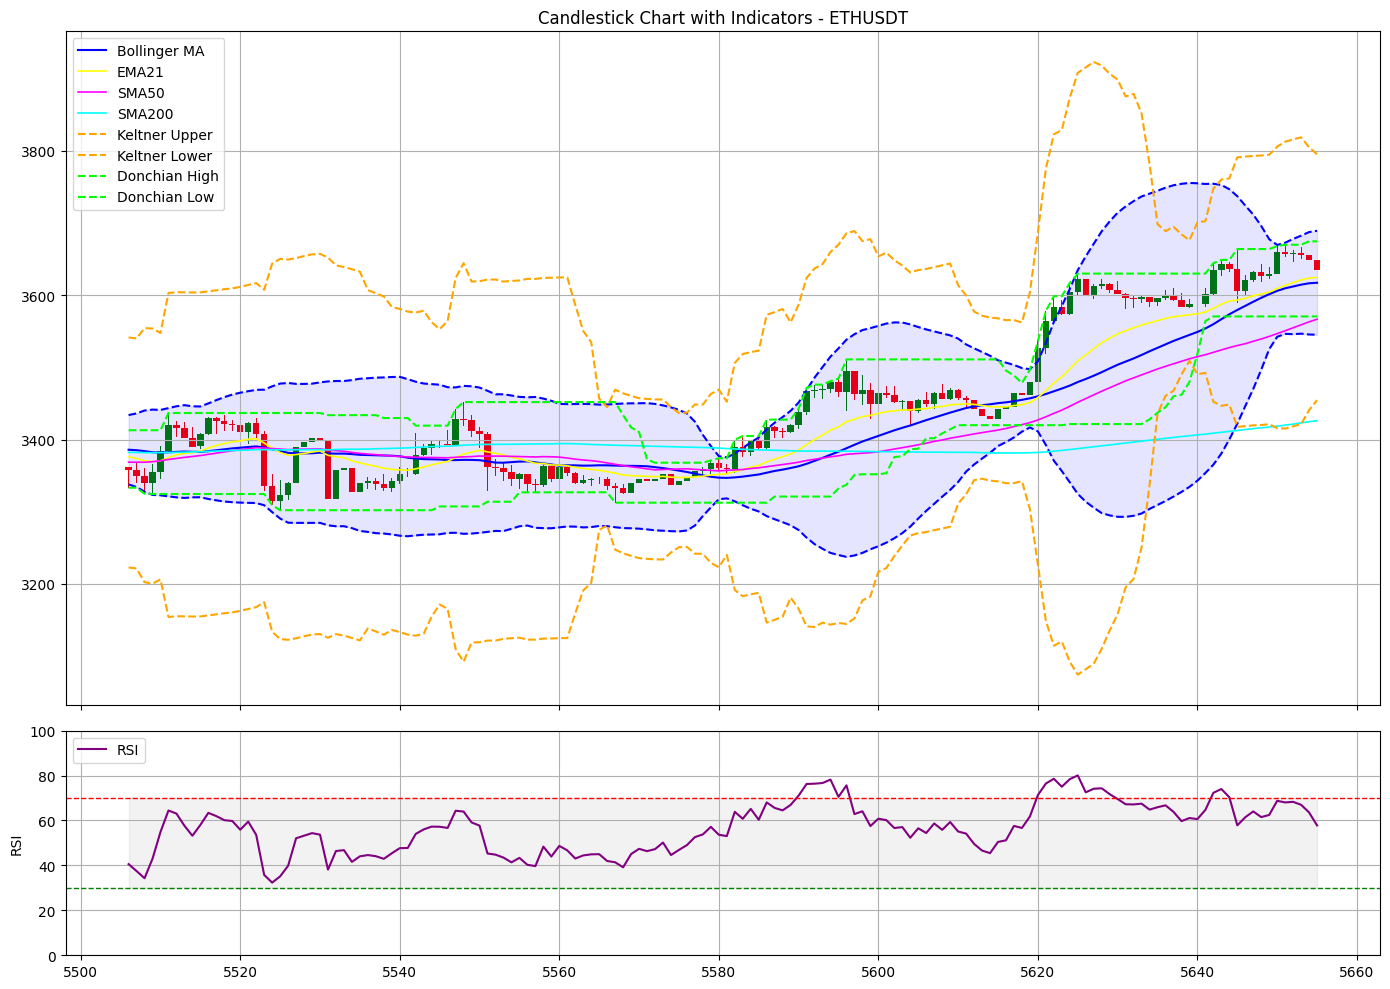 Candlestick Chart with Indicators - ETHUSDT
Bollinger MA
EMA21
SMA50
SMA200
Keltner Upper
Keltner Lower
Donchian High
Donchian Low
3800
3600
3400
3200
RSI
100
80
60
40
20
0
RSI
5500 5520 5540 5560 5580 5600 5620 5640 5660